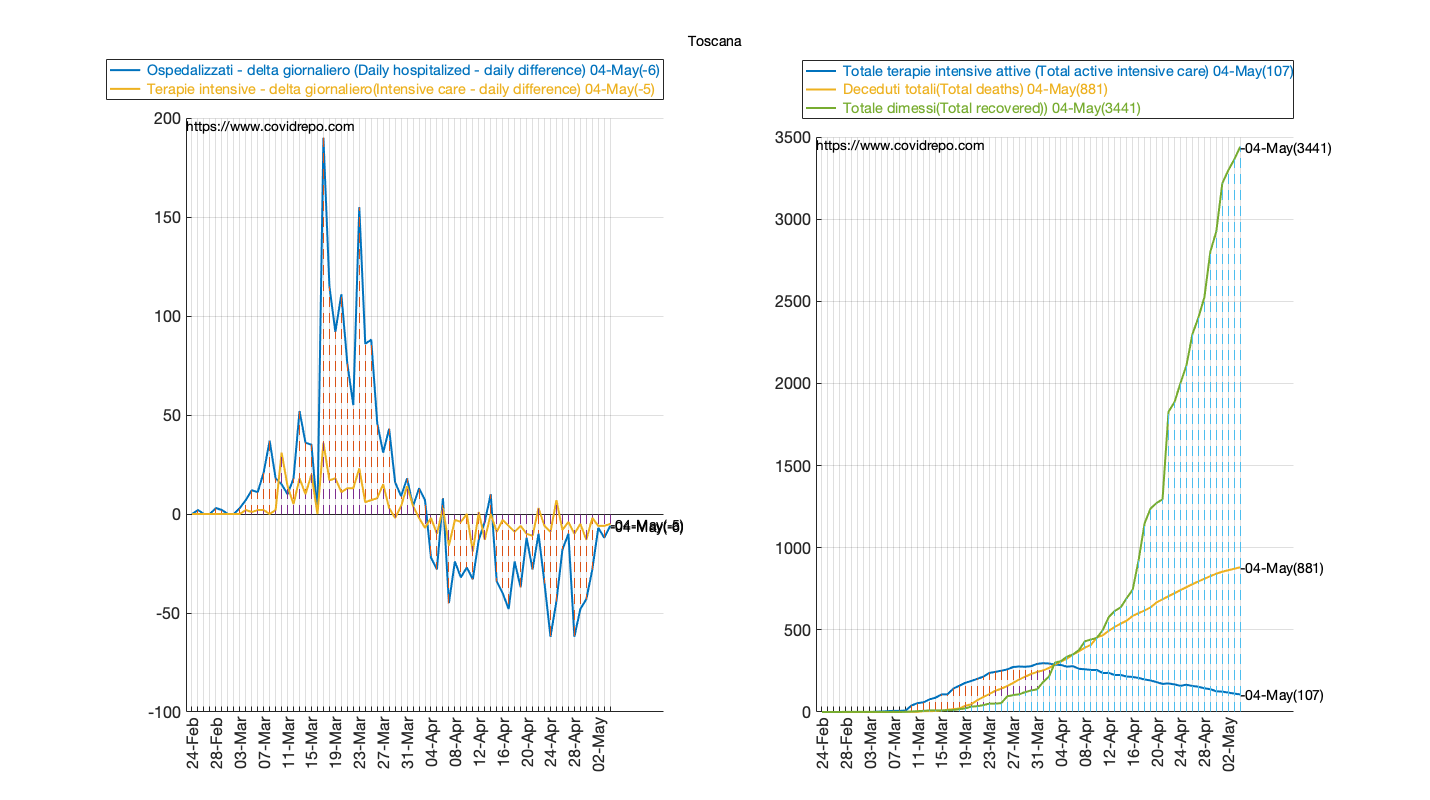 Toscana
Ospedalizzati - delta giornaliero (Daily hospitalized - daily difference) 04-May(-6)
Terapie intensive - delta giornaliero(Intensive care - daily difference) 04-May(-5)
https://www.covidrepo.com
200
150
100
50
0
-50
-100
04-May(-5)
04-May(-6)
24-Feb
28-Feb
03-Mar
07-Mar
11-Mar
15-Mar
19-Mar
23-Mar
27-Mar
31-Mar
04-Apr
08-Apr
12-Apr
16-Apr
20-Apr
24-Apr
28-Apr
02-May
Totale terapie intensive attive (Total active intensive care) 04-May(107)
Deceduti totali(Total deaths) 04-May(881)
Totale dimessi(Total recovered)) 04-May(3441)
https://www.covidrepo.com
3500
3000
2500
2000
1500
1000
500
0
04-May(3441)
04-May(881)
04-May(107)
24-Feb
28-Feb
03-Mar
07-Mar
11-Mar
15-Mar
19-Mar
23-Mar
27-Mar
31-Mar
04-Apr
08-Apr
12-Apr
16-Apr
20-Apr
24-Apr
28-Apr
02-May